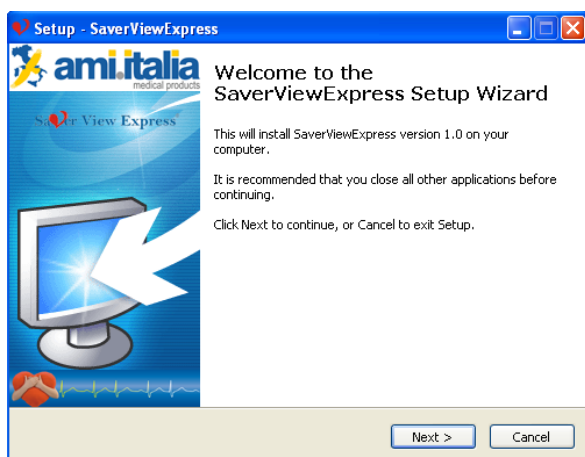 Setup - SaverViewExpress
ami.italia
medical products
Saver View Express
Welcome to the
SaverViewExpress Setup Wizard
This will install SaverViewExpress version 1.0 on your
computer.
It is recommended that you close all other applications before
continuing.
Click Next to continue, or Cancel to exit Setup.
Next >
Cancel